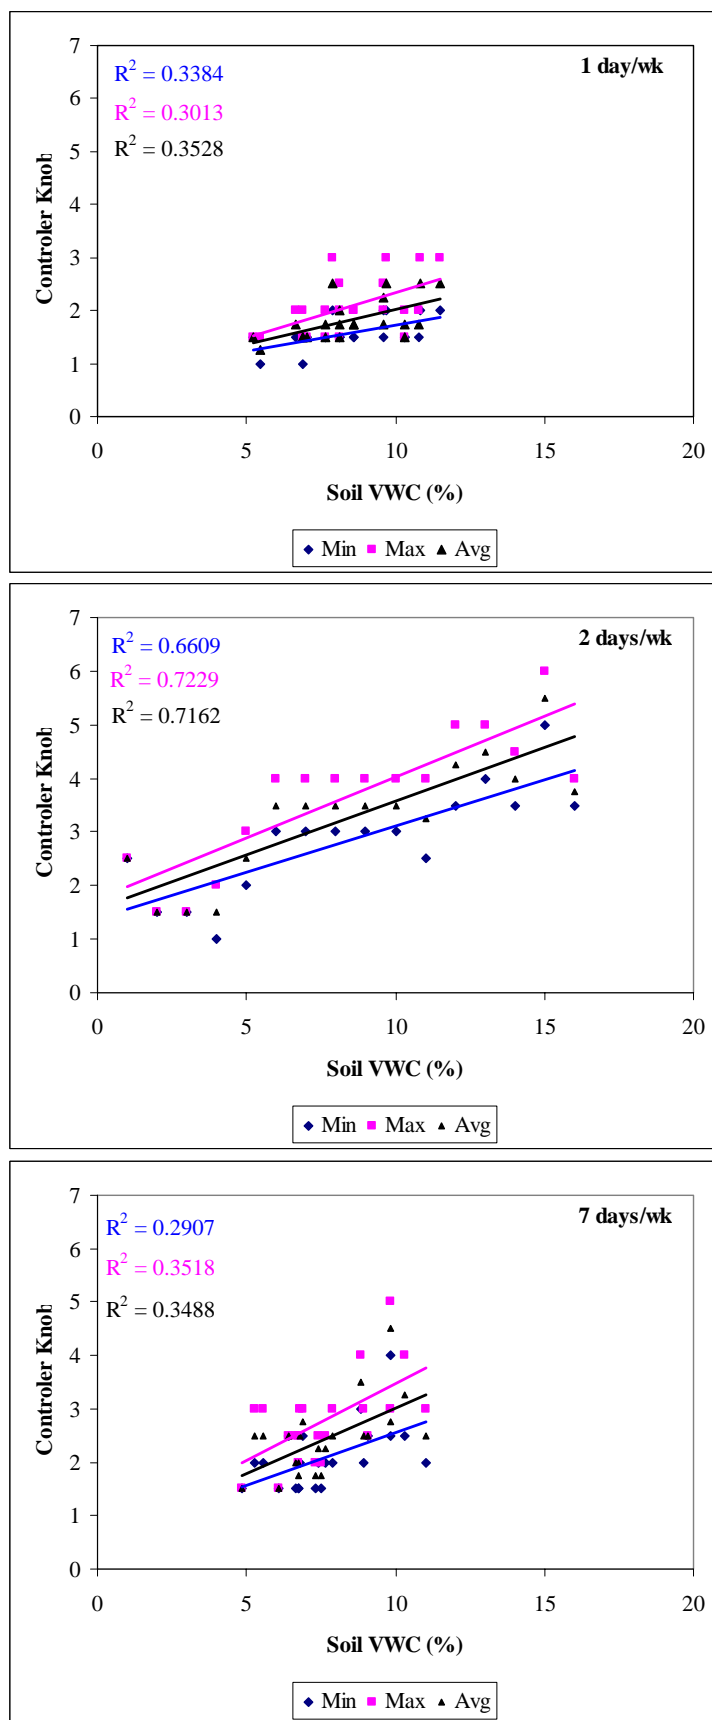 7
R² = 0.3384
1 day/wk
6
R² = 0.3013
5
R² = 0.3528
4
3
2
1
0
Controler Knob
0 5 10 15 20
Soil VWC (%)
Min Max Avg
7
R² = 0.6609
2 days/wk
6
R² = 0.7229
5
R² = 0.7162
4
3
2
1
0
Controler Knob
0 5 10 15 20
Soil VWC (%)
Min Max Avg
7
R² = 0.2907
7 days/wk
6
R² = 0.3518
5
R² = 0.3488
4
3
2
1
0
Controler Knob
0 5 10 15 20
Soil VWC (%)
Min Max Avg